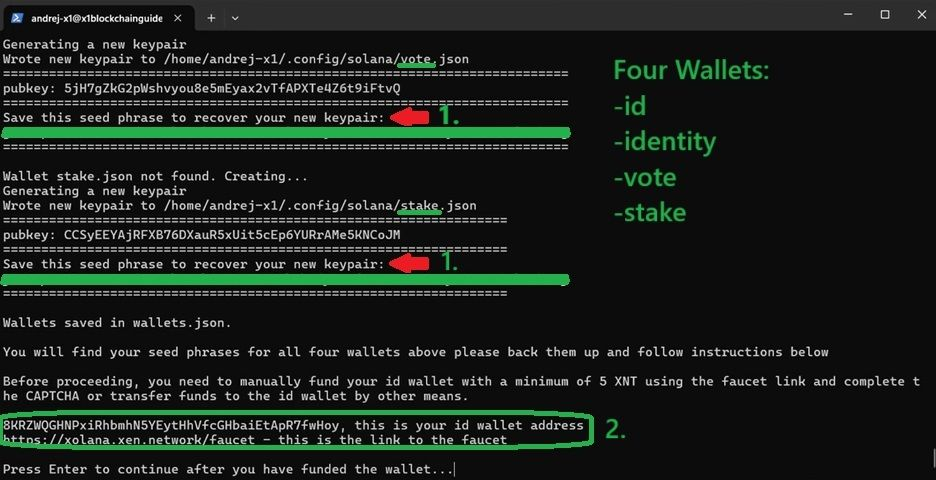 andrej-x1@x1blockchainguide
Generating a new keypair
Wrote new keypair to /home/andrej-x1/.config/solana/vote.json
==============================================================================
pubkey: 5jH7gZkG2pWshvyou8e5mEyax2vTfAPXTe4Z6t9iFtvQ
==============================================================================
Save this seed phrase to recover your new keypair:
1.
==============================================================================
Wallet stake.json not found. Creating...
Generating a new keypair
Wrote new keypair to /home/andrej-x1/.config/solana/stake.json
=====================================================================
pubkey: CCSyEEYAjRFXB76DXauR5xUit5cEp6YURrAMe5KNCoJM
=====================================================================
Save this seed phrase to recover your new keypair:
1.
=====================================================================
Wallets saved in wallets.json.
You will find your seed phrases for all four wallets above please back them up and follow instructions below
Before proceeding, you need to manually fund your id wallet with a minimum of 5 XNT using the faucet link and complete t
he CAPTCHA or transfer funds to the id wallet by other means.
8KRZWQGHNPxiRhbmhN5YEytHhVfcGHbaiEtApR7fwHoy, this is your id wallet address
https://xolana.xen.network/faucet - this is the link to the faucet
2.
Press Enter to continue after you have funded the wallet...
Four Wallets:
-id
-identity
-vote
-stake